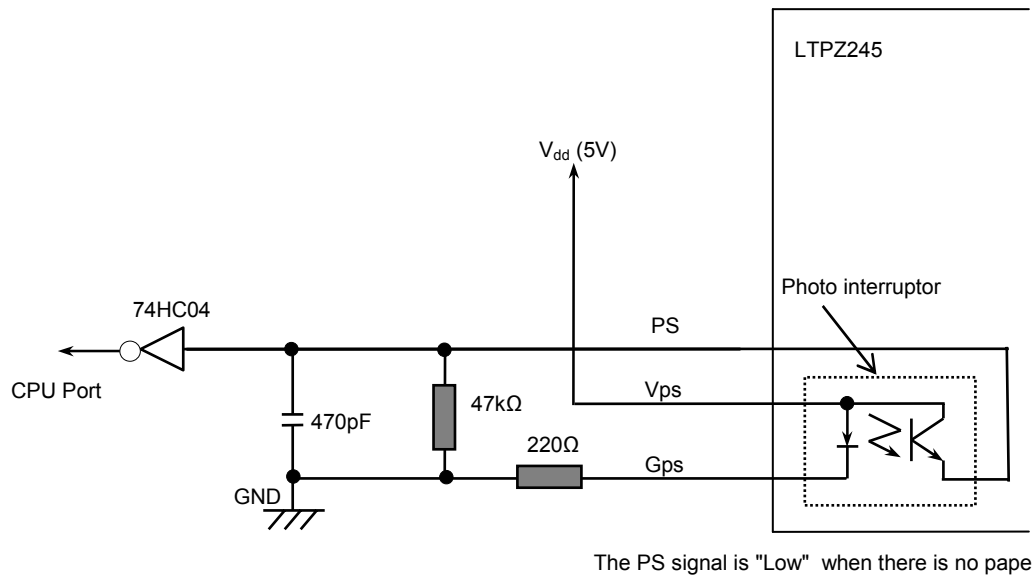 LTPZ245
Vdd (5V)
Photo interruptor
74HC04
PS
CPU Port
Vps
470pF
47kΩ
220Ω
Gps
GND
The PS signal is "Low" when there is no pape